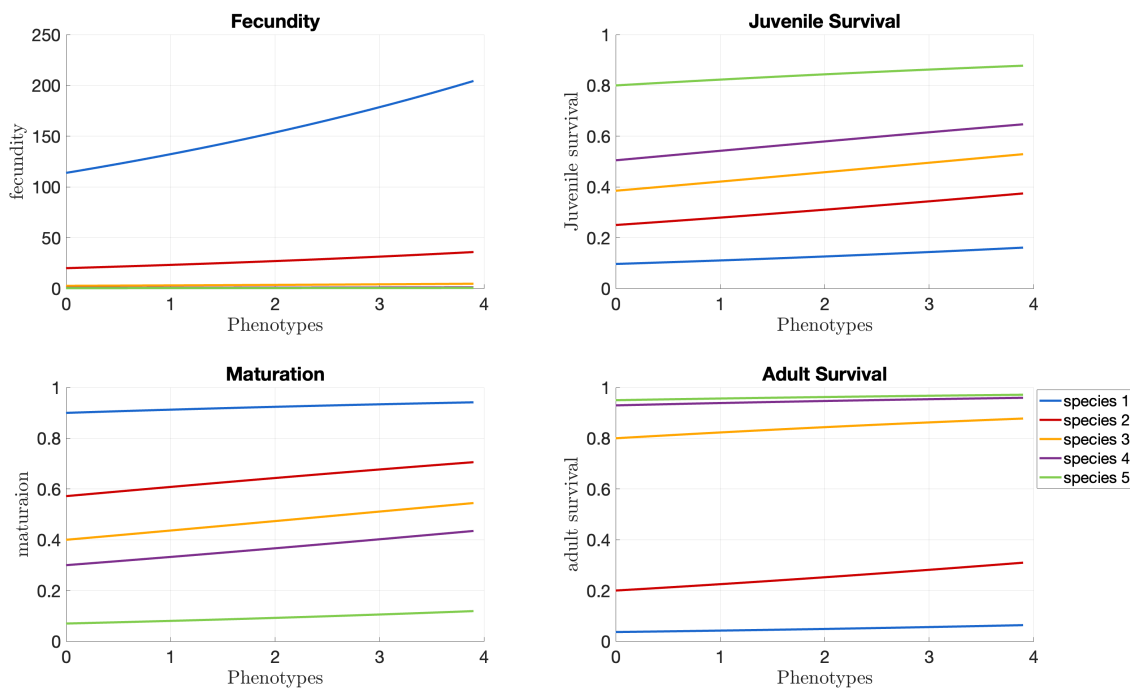 Fecundity
250
200
150
100
50
0
fecundity
0 1 2 3 4
Phenotypes
Juvenile Survival
1
0.8
0.6
0.4
0.2
0
Juvenile survival
0 1 2 3 4
Phenotypes
Maturation
1
0.8
0.6
0.4
0.2
0
maturaion
0 1 2 3 4
Phenotypes
Adult Survival
1
0.8
0.6
0.4
0.2
0
adult survival
0 1 2 3 4
Phenotypes
species 1
species 2
species 3
species 4
species 5